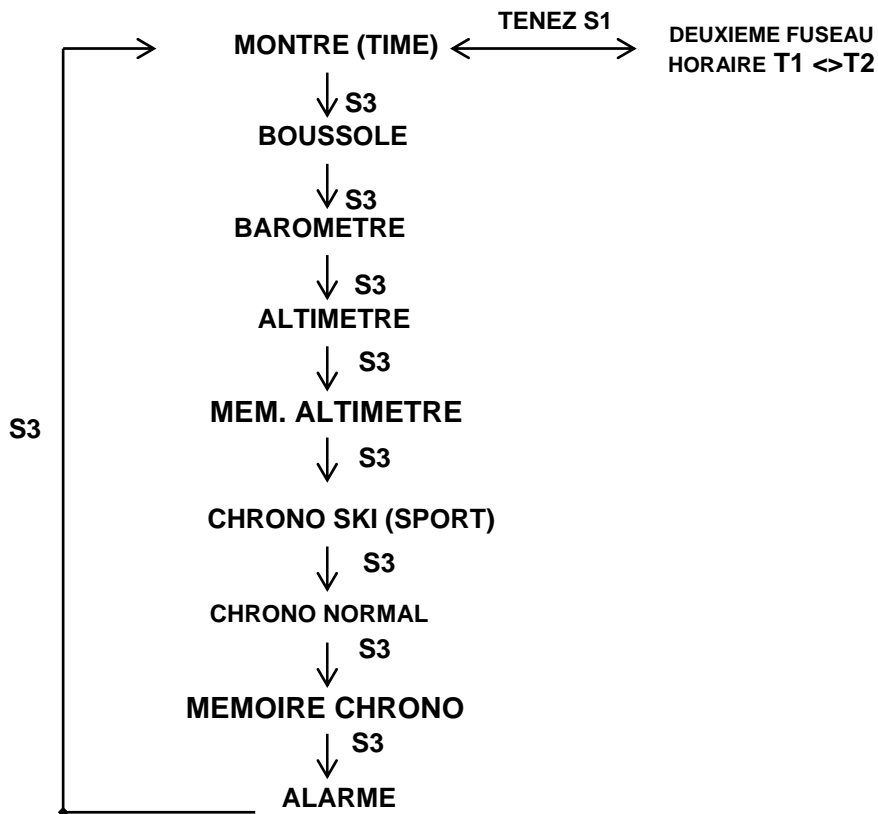 TENEZ S1
MONTRE (TIME)
DEUXIEME FUSEAU
HORAIRE T1 <>T2
S3
BOUSSOLE
S3
BAROMETRE
S3
ALTIMETRE
S3
MEM. ALTIMETRE
S3
S3
CHRONO SKI (SPORT)
S3
CHRONO NORMAL
S3
MEMOIRE CHRONO
S3
ALARME